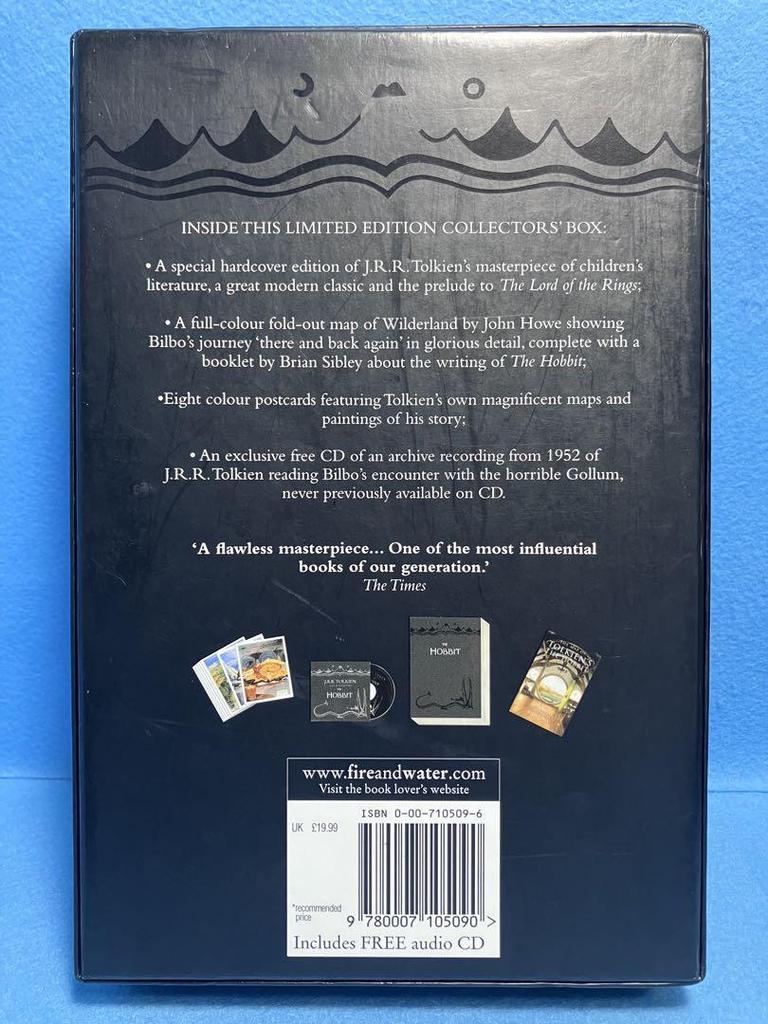 INSIDE THIS LIMITED EDITION COLLECTORS' BOX:
• A special hardcover edition of J.R.R. Tolkien's masterpiece of children's
literature, a great modern classic and the prelude to The Lord of the Rings;
• A full-colour fold-out map of Wilderland by John Howe showing
Bilbo's journey 'there and back again' in glorious detail, complete with a
booklet by Brian Sibley about the writing of The Hobbit;
•Eight colour postcards featuring Tolkien's own magnificent maps and
paintings of his story;
• An exclusive free CD of an archive recording from 1952 of
J.R.R. Tolkien reading Bilbo's encounter with the horrible Gollum,
never previously available on CD.
'A flawless masterpiece... One of the most influential
books of our generation.'
The Times
J.R.R. TOLKIEN
THE
HOBBIT
THE
HOBBIT
TOLKIEN'S
www.fireandwater.com
Visit the book lover's website
ISBN 0-00-710509-6
UK £19.99
*recommended
price
9 780007 105090 >
Includes FREE audio CD